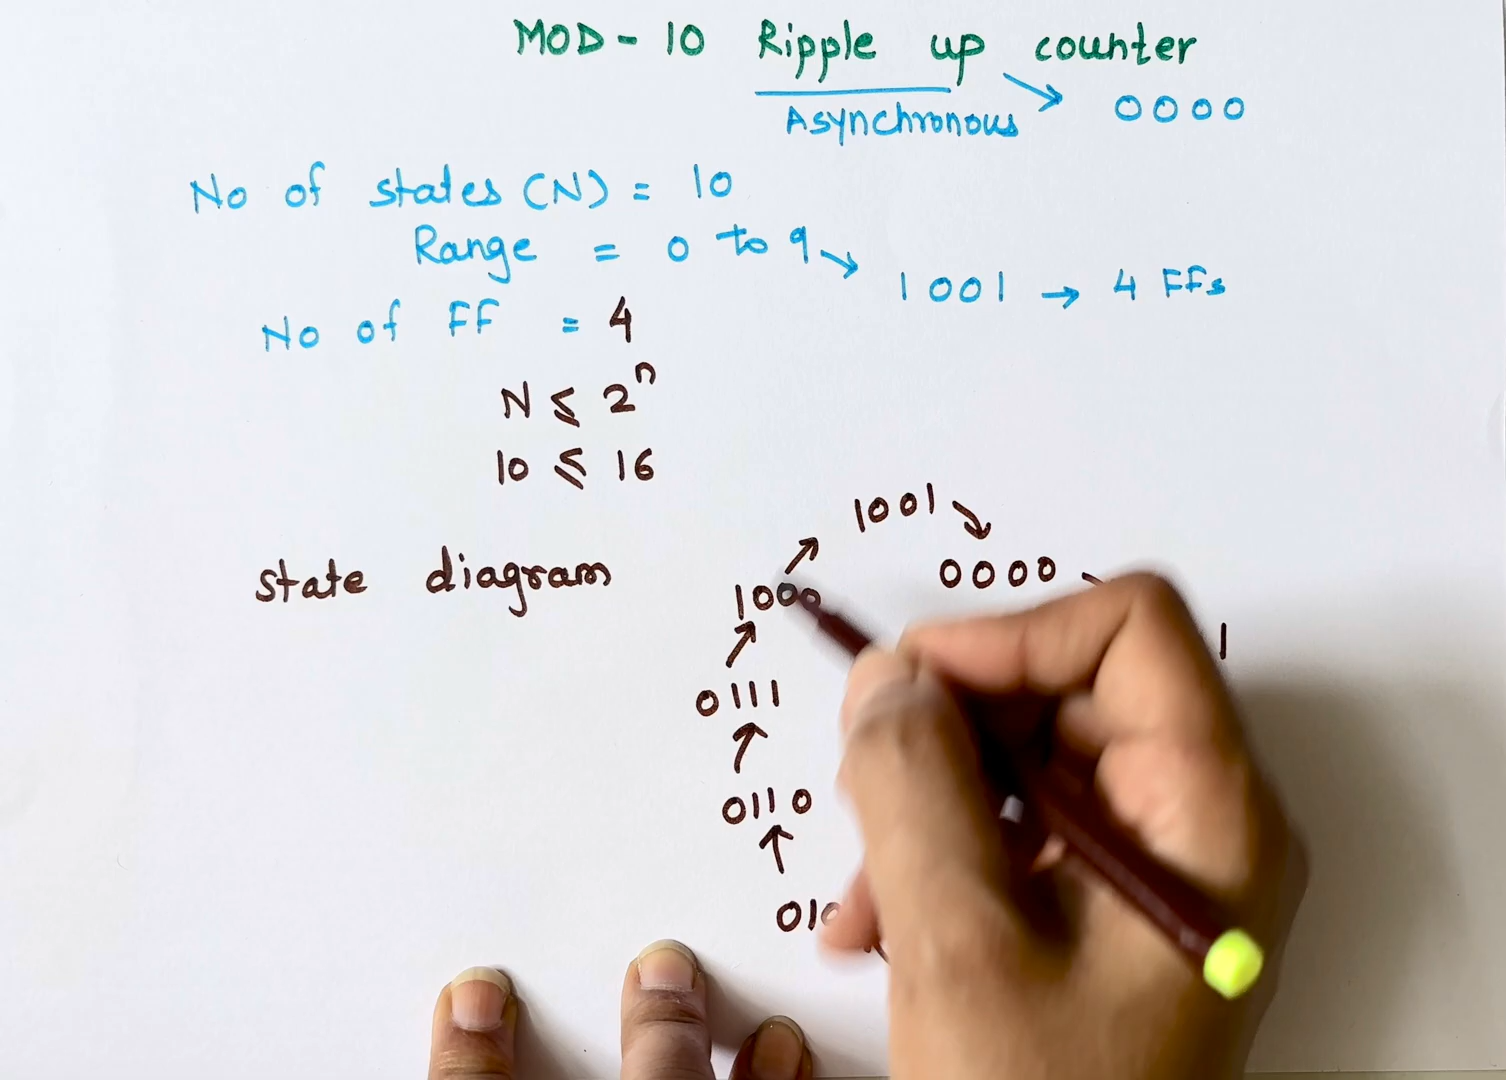 MOD - 10 Ripple up counter
Asynchronous → 0000
No of states (N) = 10
Range = 0 to 9 → 1001 → 4 FFs
No of FF = 4
N ≤ 2ⁿ
10 ≤ 16
state diagram
1001
0000
1000
0111
0110